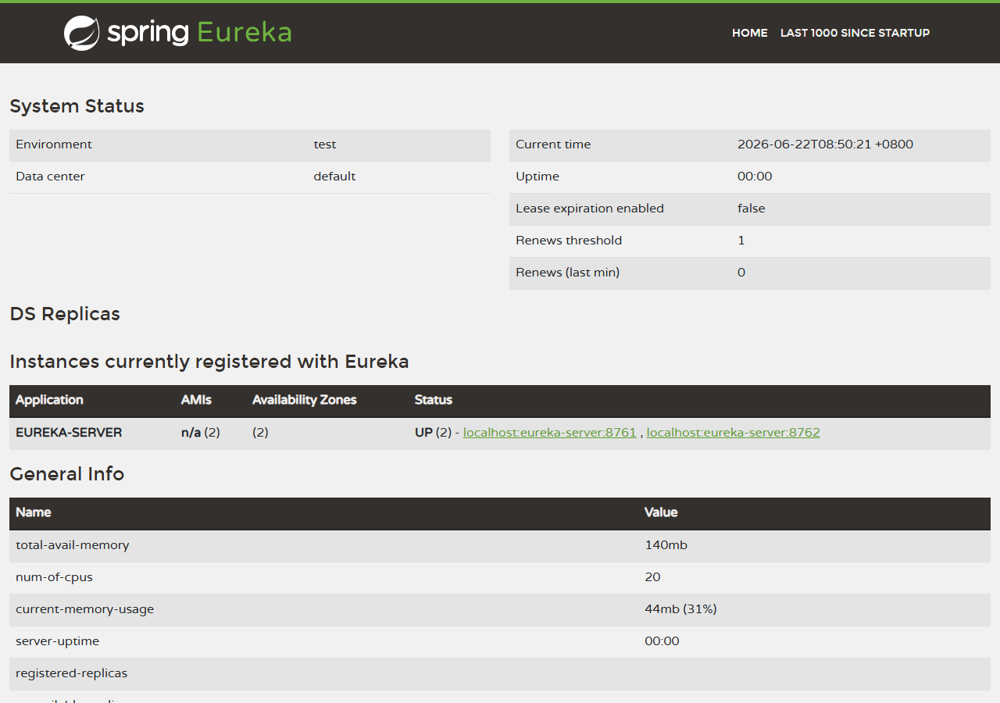 spring Eureka
HOME LAST 1000 SINCE STARTUP
System Status
Environment test
Data center default
Current time 2026-06-22T08:50:21 +0800
Uptime 00:00
Lease expiration enabled false
Renews threshold 1
Renews (last min) 0
DS Replicas
Instances currently registered with Eureka
Application AMIs Availability Zones Status
EUREKA-SERVER n/a (2) (2) UP (2) - localhost:eureka-server:8761 , localhost:eureka-server:8762
General Info
Name Value
total-avail-memory 140mb
num-of-cpus 20
current-memory-usage 44mb (31%)
server-uptime 00:00
registered-replicas